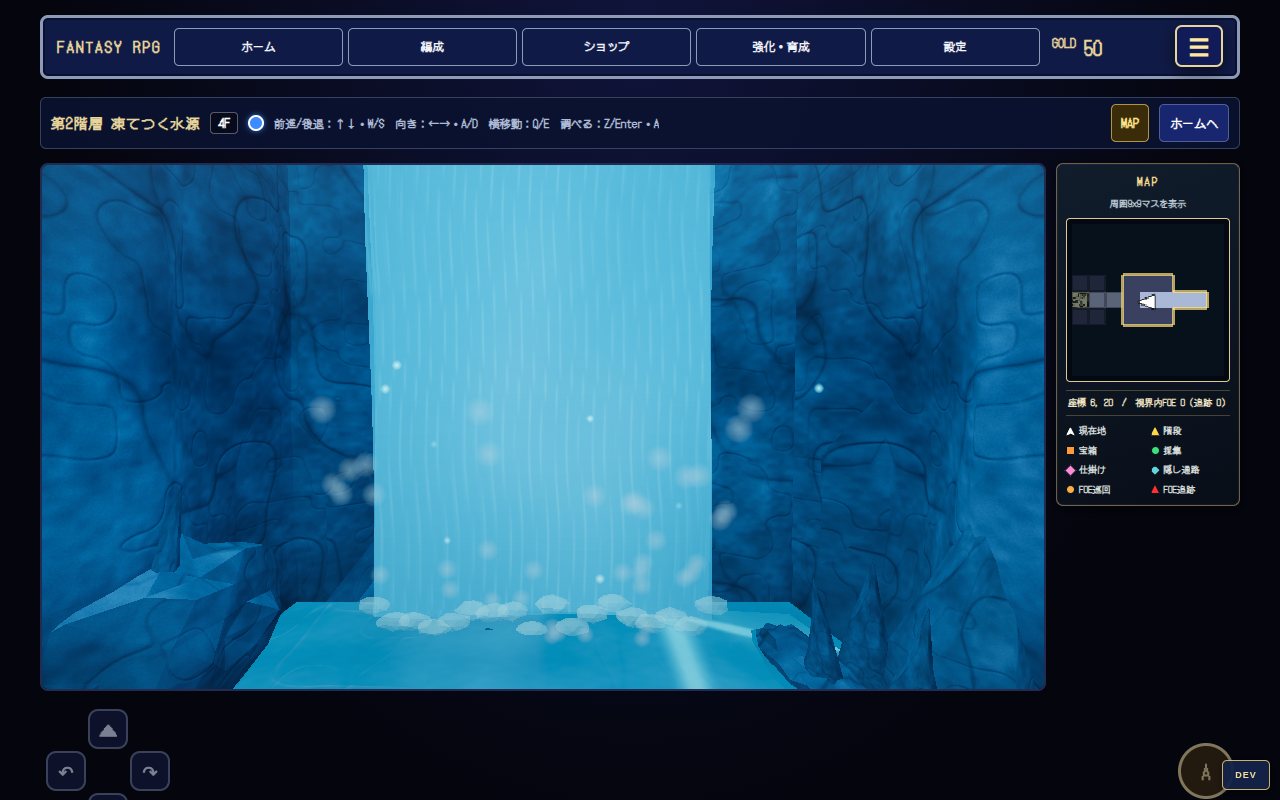 FANTASY RPG
ホーム
編成
ショップ
強化・育成
設定
GOLD 50
第2階層 凍てつく水源
4F
前進/後退：↑↓・W/S 向き：←→・A/D 横移動：Q/E 調べる：Z/Enter・A
MAP
ホームへ
MAP
周囲9x9マスを表示
座標 6, 20 / 視界内FOE 0 (追跡 0)
現在地
階段
宝箱
採集
仕掛け
隠し通路
FOE巡回
FOE追跡
A
DEV